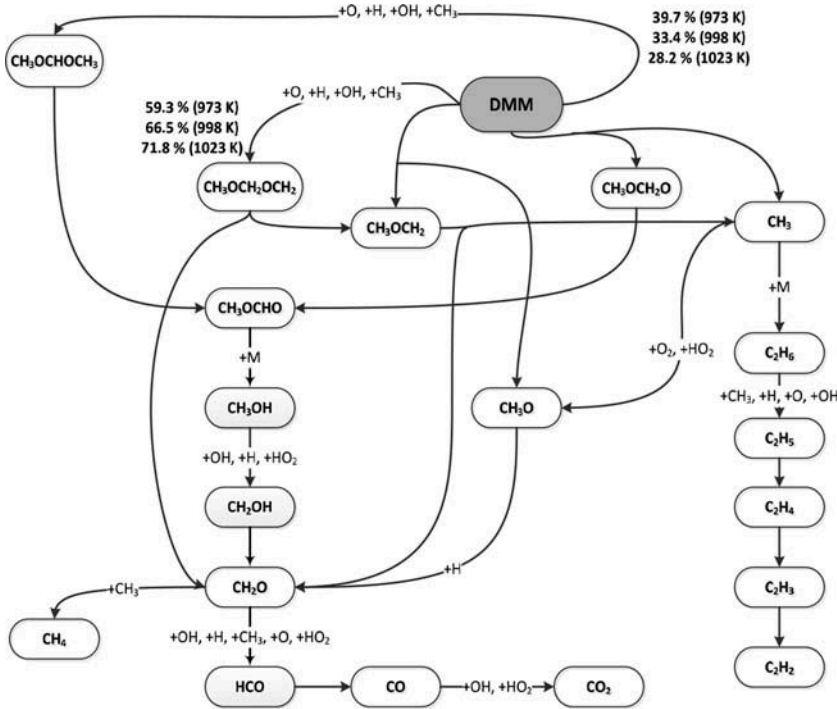 +O, +H, +OH, +CH₃
39.7 % (973 K)
33.4 % (998 K)
28.2 % (1023 K)
CH₃OCHOCH₃
59.3 % (973 K)
66.5 % (998 K)
71.8 % (1023 K)
+O, +H, +OH, +CH₃
DMM
CH₃OCH₂OCH₂
CH₃OCH₂
CH₃OCH₂O
CH₃
+M
CH₃OCHO
+M
+O₂, +HO₂
C₂H₆
CH₃OH
CH₃O
+CH₃, +H, +O, +OH
C₂H₅
+OH, +H, +HO₂
CH₂OH
C₂H₄
+H
CH₂O
C₂H₃
+CH₃
CH₄
+OH, +H, +CH₃, +O, +HO₂
HCO
CO
+OH, +HO₂
CO₂
C₂H₂